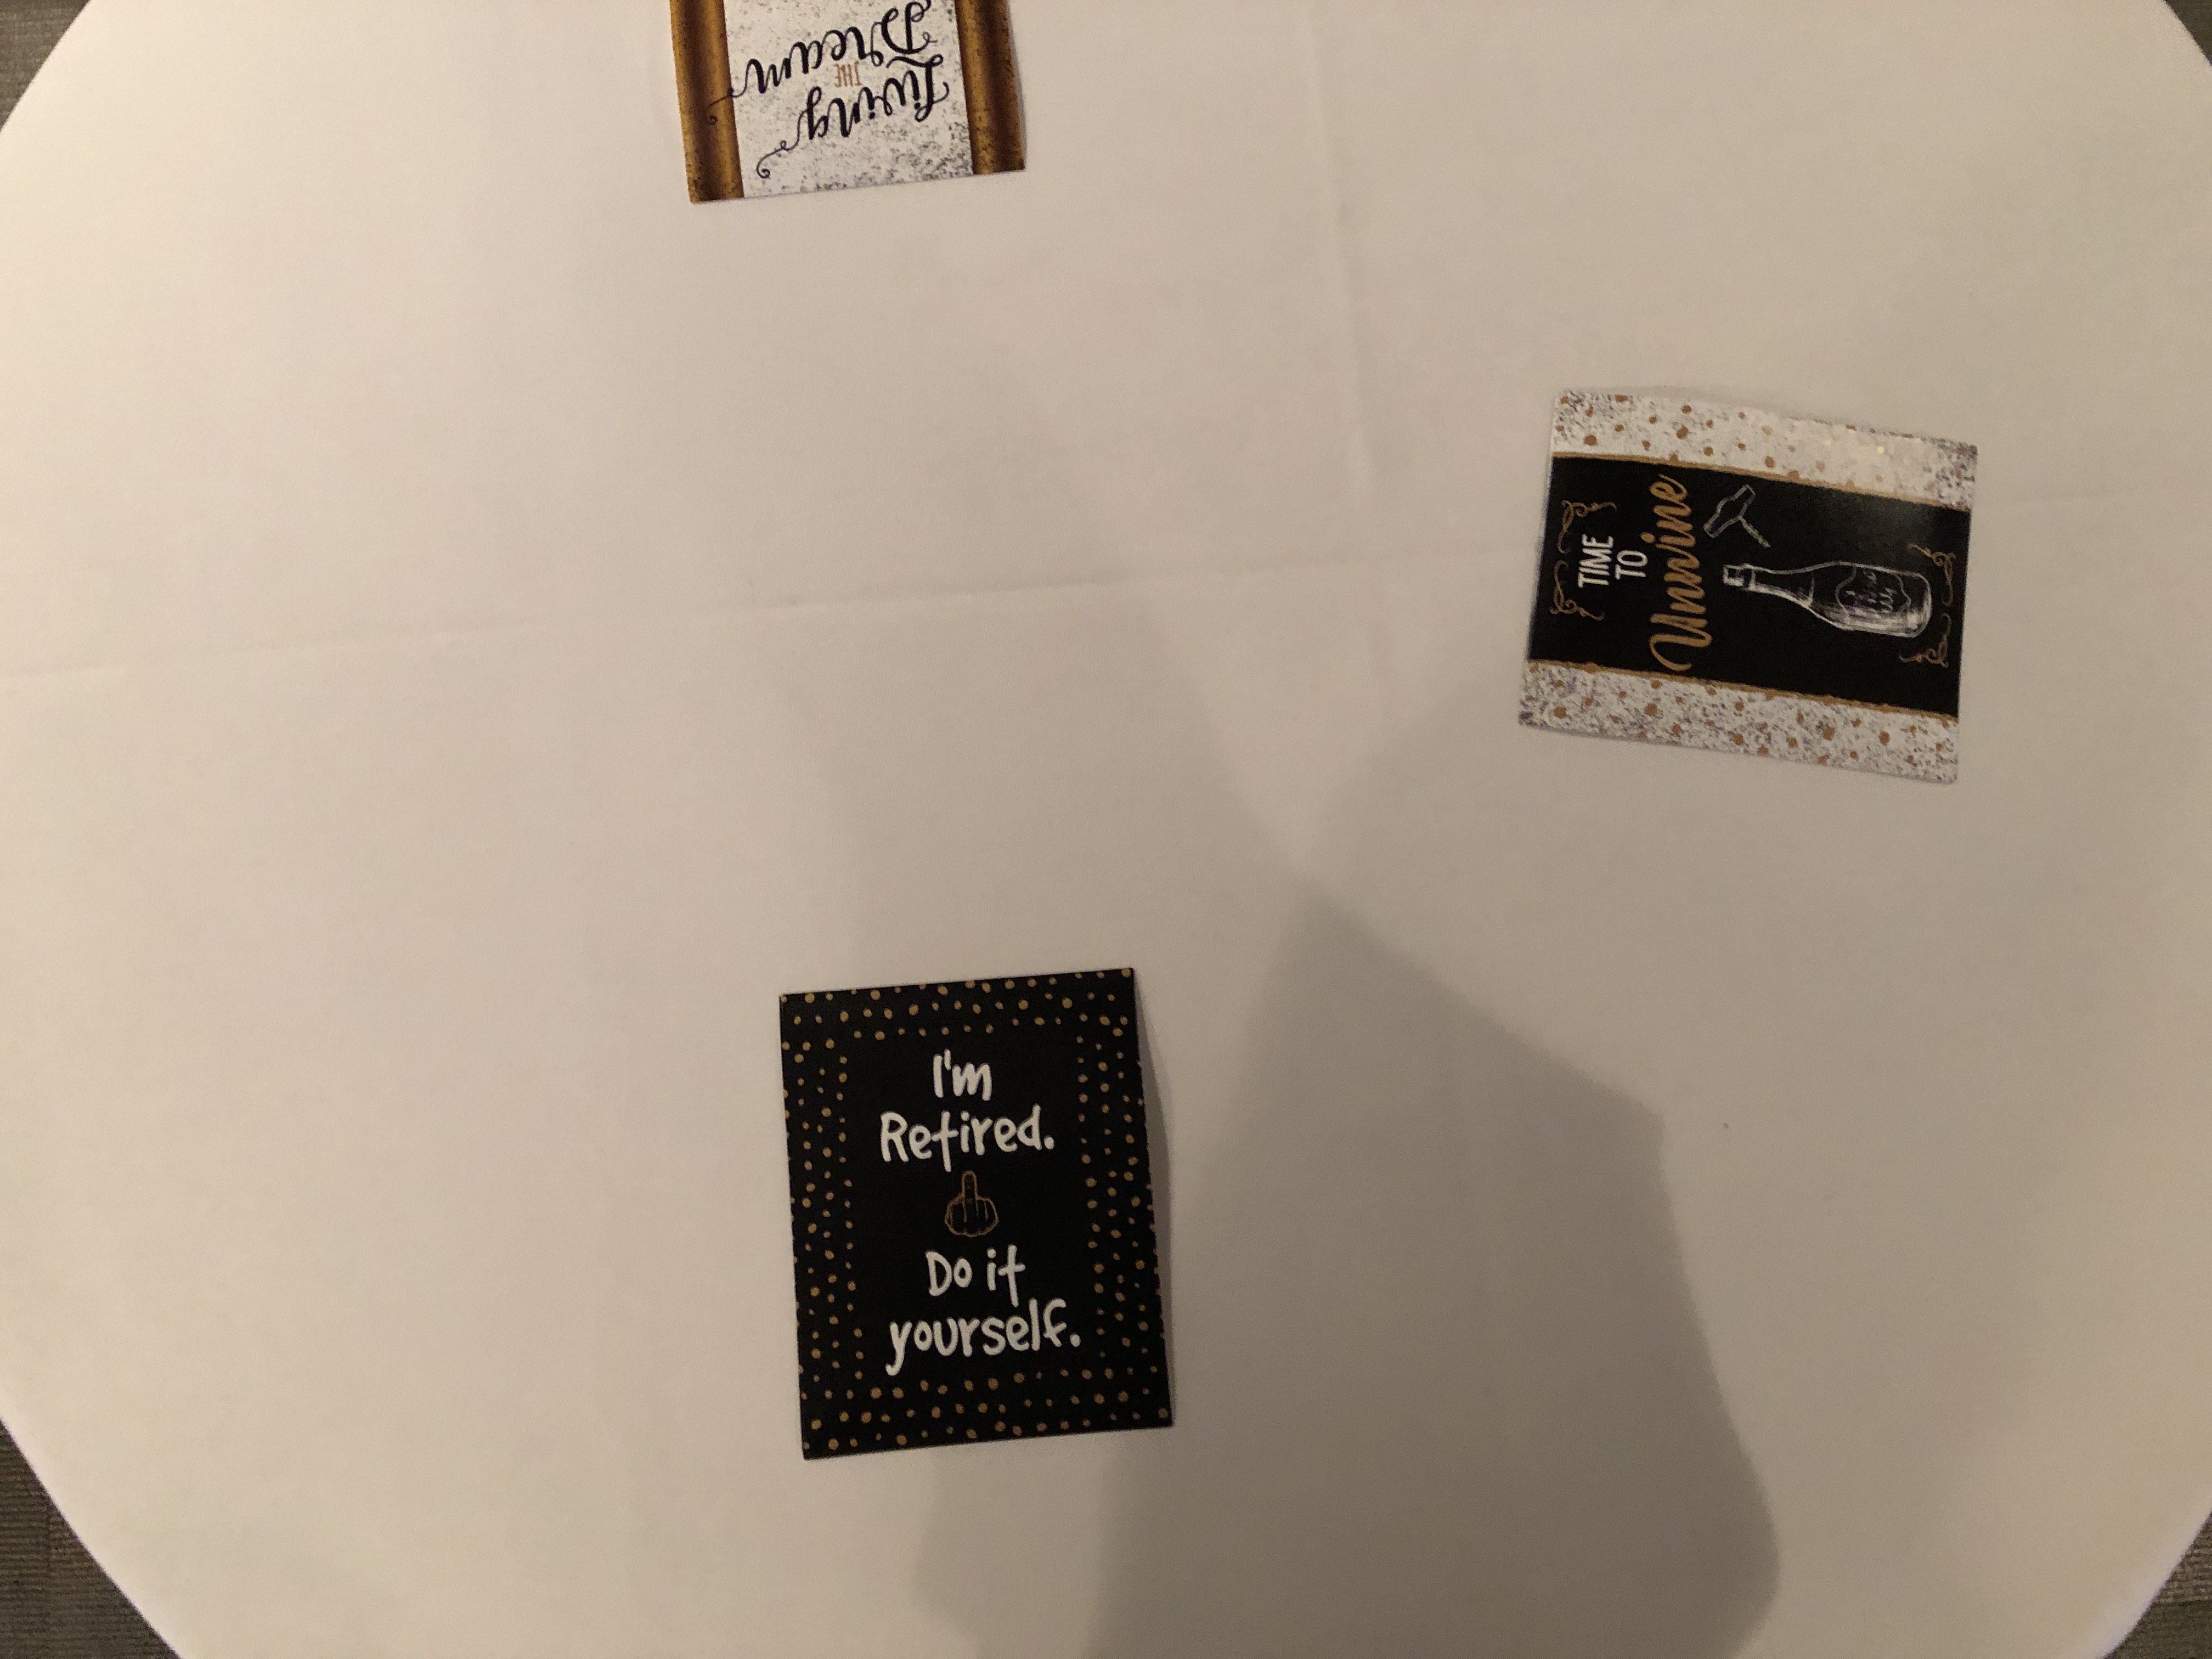 Living
THE
Dream
TIME
TO
Unwine
I'm
Retired.
Do it
yourself.